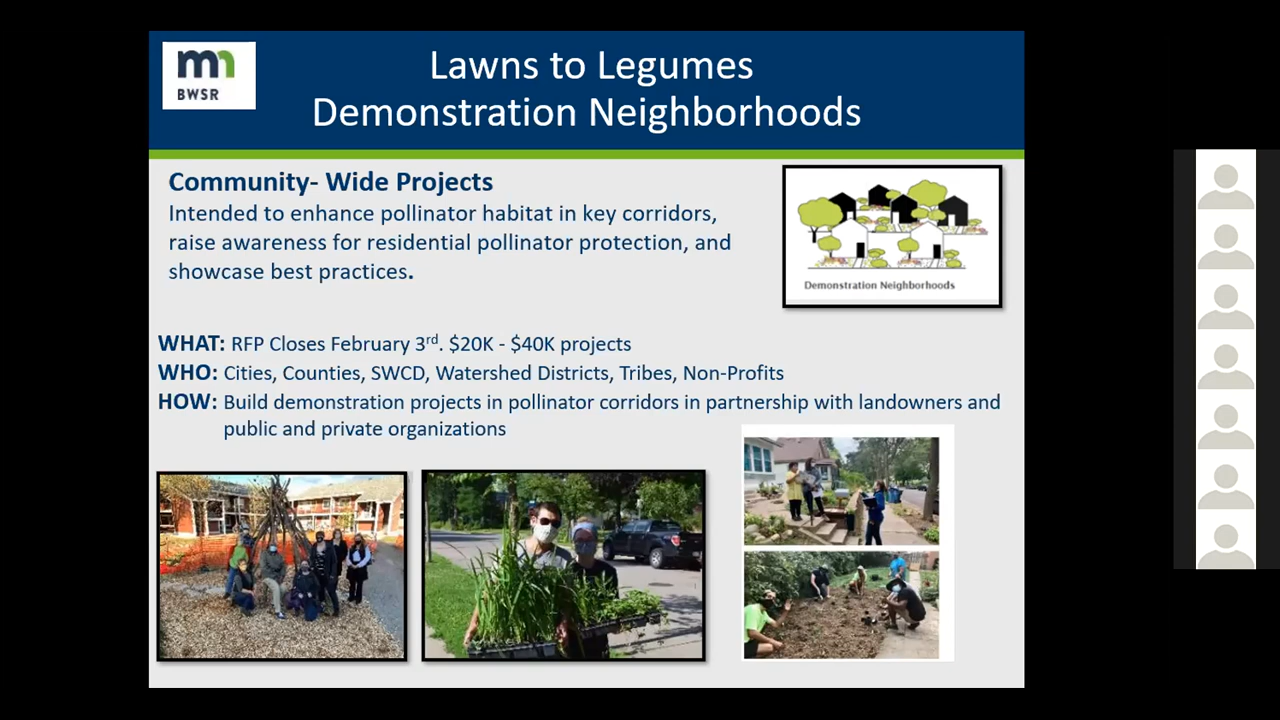 mn
BWSR
Lawns to Legumes
Demonstration Neighborhoods
Community- Wide Projects
Intended to enhance pollinator habitat in key corridors,
raise awareness for residential pollinator protection, and
showcase best practices.
Demonstration Neighborhoods
WHAT: RFP Closes February 3rd. $20K - $40K projects
WHO: Cities, Counties, SWCD, Watershed Districts, Tribes, Non-Profits
HOW: Build demonstration projects in pollinator corridors in partnership with landowners and
public and private organizations